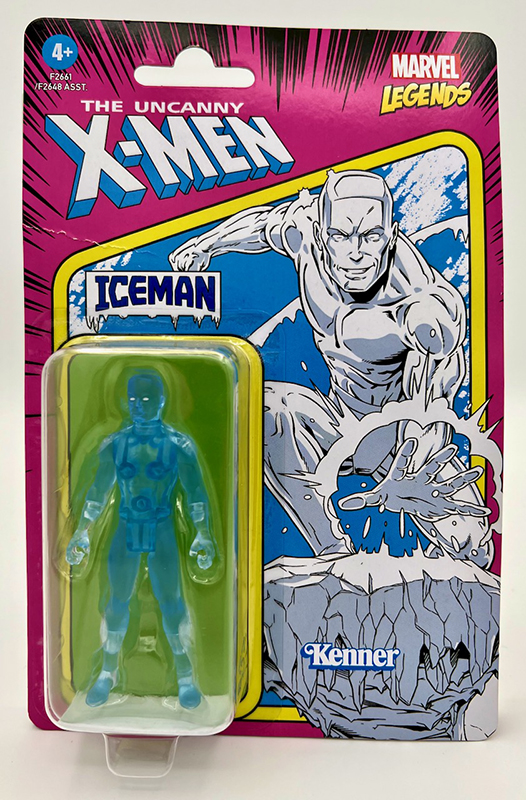 4+
F2661
/F2648 ASST.
MARVEL
LEGENDS
THE UNCANNY
X-MEN
ICEMAN
Kenner